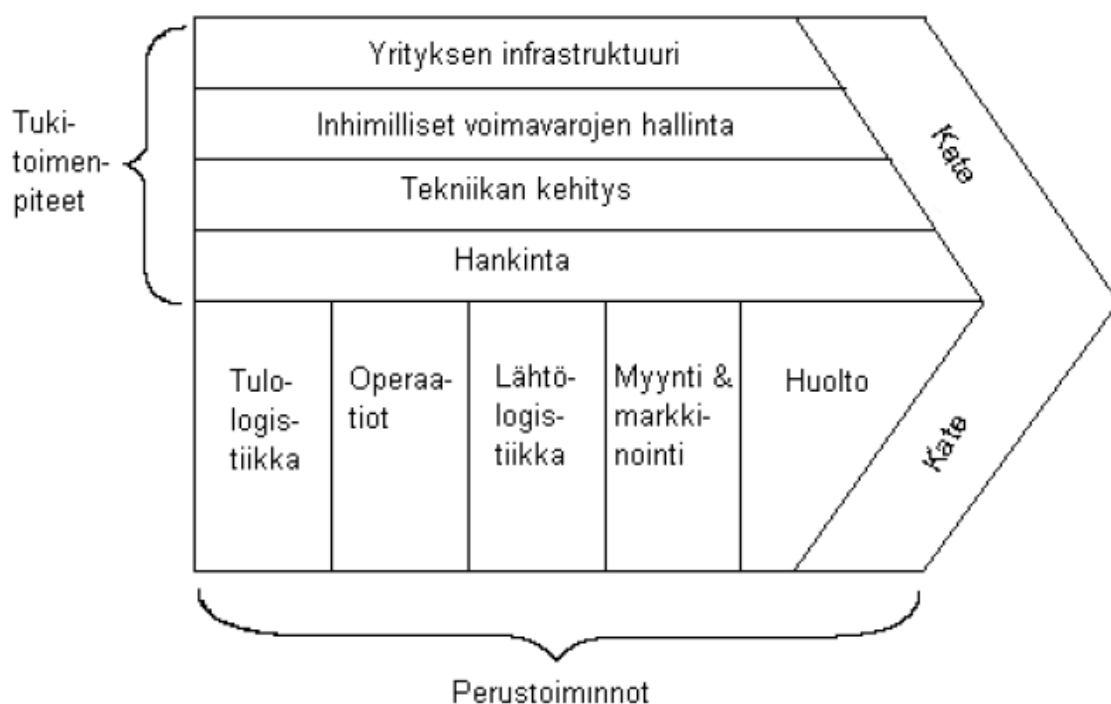 Yrityksen infrastruktuuri
Inhimilliset voimavarojen hallinta
Tekniikan kehitys
Hankinta
Tuki-
toimen-
piteet
Kate
Tulo-
logis-
tiikka
Operaa-
tiot
Lähtö-
logis-
tiikka
Myynti &
markki-
nointi
Huolto
Kate
Perustoiminnot